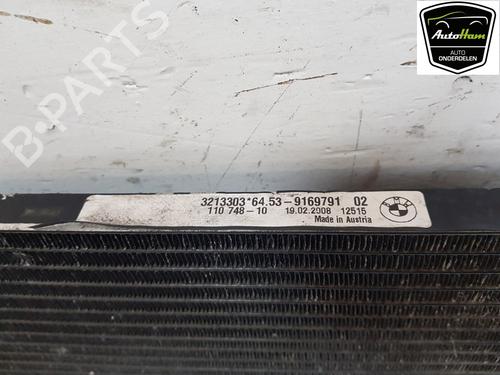 AutoHam
AUTO
ONDERDELEN
B-PARTS
3213303*64.53-9169791 02
110 748-10 19.02.2008 12515
Made in Austria
BMW